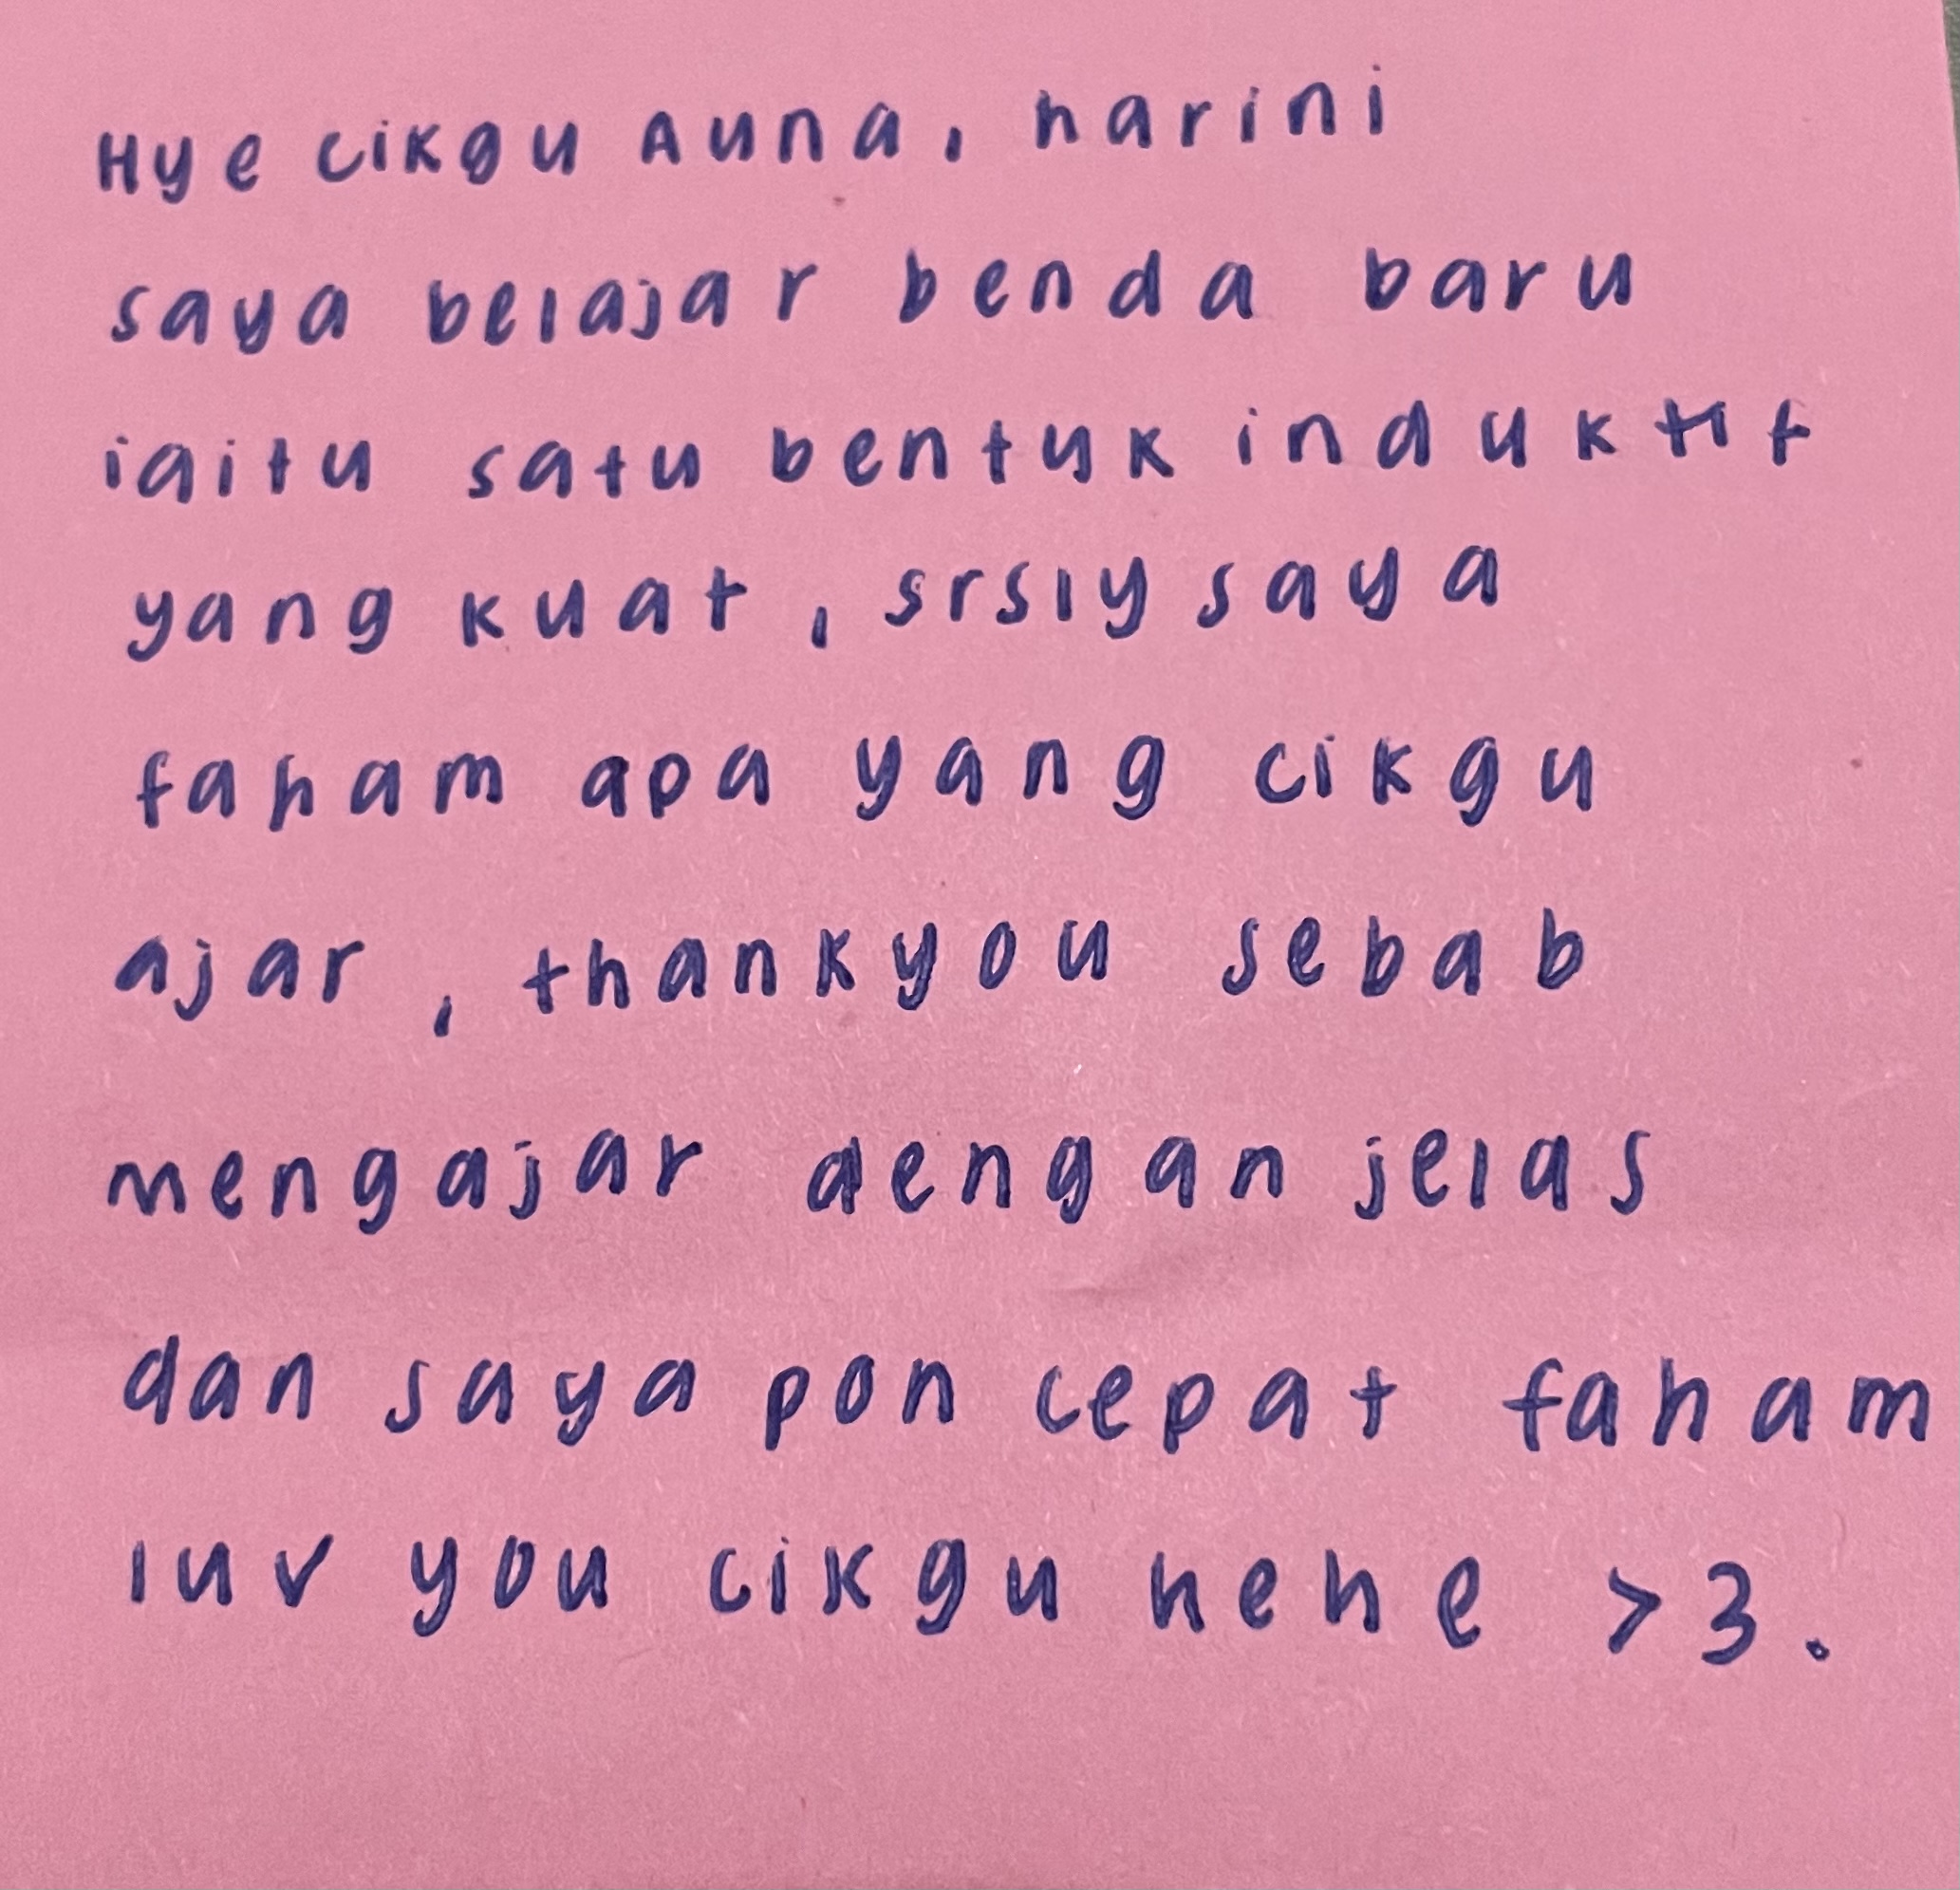 Hye cikgu Auna, harini
saya belajar benda baru
iaitu satu bentuk induktif
yang kuat, srsly saya
faham apa yang cikgu
ajar, thankyou sebab
mengajar dengan jelas
dan saya pon cepat faham
luv you cikgu hehe >3.